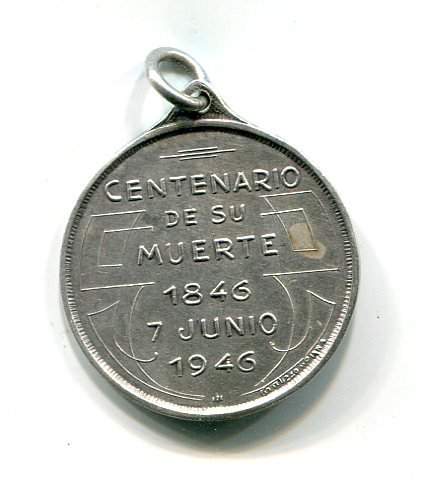 CENTENARIO
DE SU
MUERTE
1846
7 JUNIO
1946